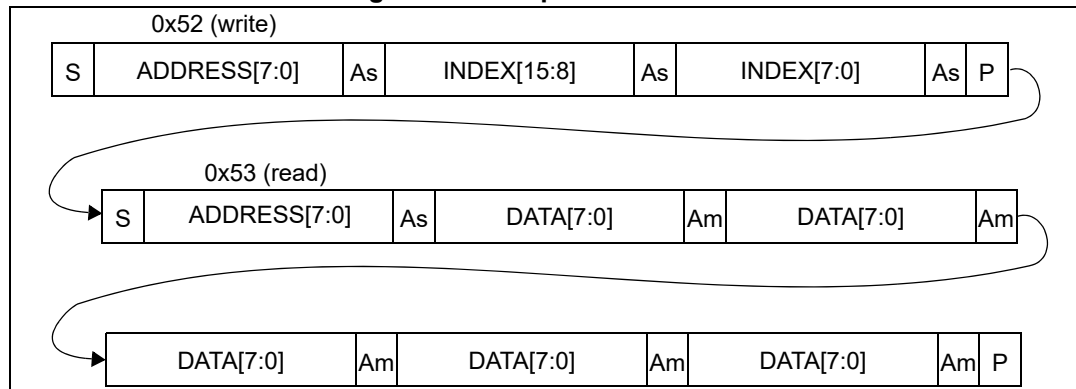 0x52 (write)
S ADDRESS[7:0] As INDEX[15:8] As INDEX[7:0] As P
0x53 (read)
S ADDRESS[7:0] As DATA[7:0] Am DATA[7:0] Am
DATA[7:0] Am DATA[7:0] Am DATA[7:0] Am P